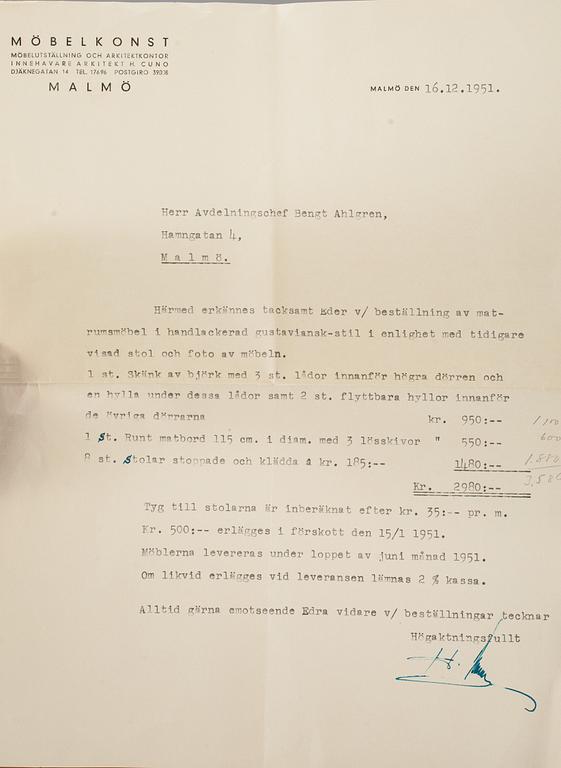 MÖBELKONST
MÖBELUTSTÄLLNING OCH ARKITEKTKONTOR
INNEHAVARE ARKITEKT H. CUNO
DJÄKNEGATAN 14 TEL. 17696 POSTGIRO 39038
MALMÖ
MALMÖ DEN 16.12.1951.
Herr Avdelningschef Bengt Ahlgren,
Hamngatan 4,
Malmö.
Härmed erkännes tacksamt Eder v/ beställning av mat-
rumsmöbel i handlackerad gustaviansk-stil i enlighet med tidigare
visad stol och foto av möbeln.
1 st. Skänk av björk med 3 st. lådor innanför högra dörren och
en hylla under dessa lådor samt 2 st. flyttbara hyllor innanför
de övriga dörrarna kr. 950:--
1 St. Runt matbord 115 cm. i diam. med 3 lösskivor " 550:-- 600
8 st. Stolar stoppade och klädda á kr. 185:-- 1480:-- 1.880
Kr. 2980:--
Tyg till stolarna är inberäknat efter kr. 35:-- pr. m.
Kr. 500:-- erlägges i förskott den 15/1 1951.
Möblerna levereras under loppet av juni månad 1951.
Om likvid erlägges vid leveransen lämnas 2 % kassa.
Alltid gärna emotseende Edra vidare v/ beställningar tecknar
Högaktningsfullt